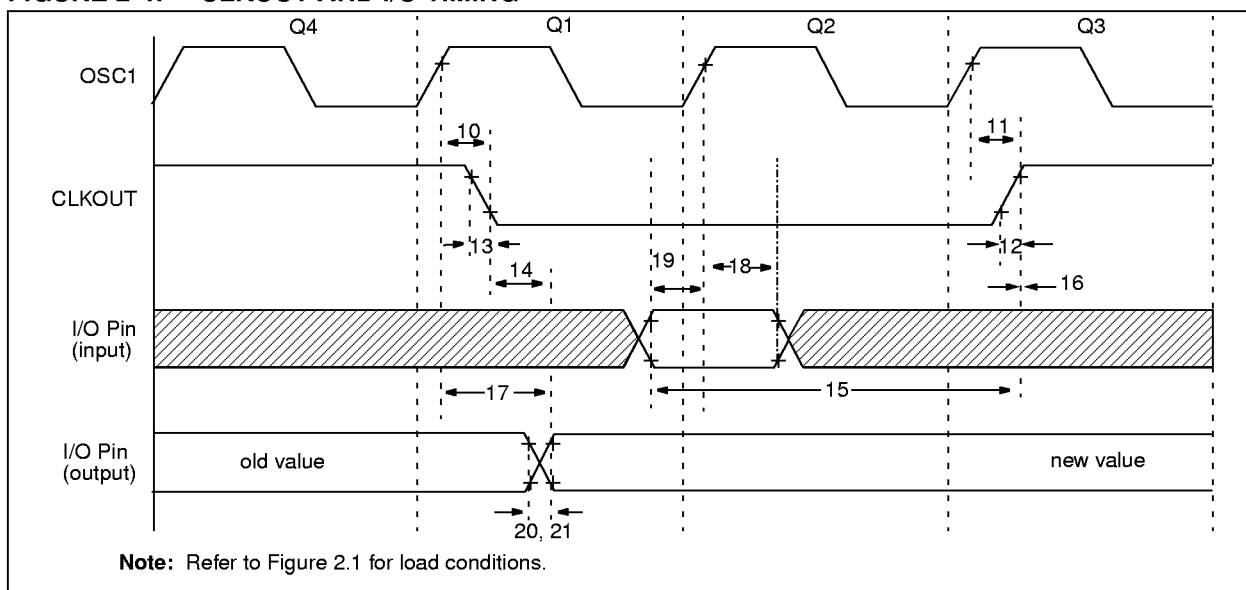 FIGURE 2-4: CLKOUT AND I/O TIMING
Q4 Q1 Q2 Q3
OSC1
10 11
CLKOUT
13 12
14 19 18 16
I/O Pin
(input)
17 15
I/O Pin
(output)
old value new value
20, 21
Note: Refer to Figure 2.1 for load conditions.